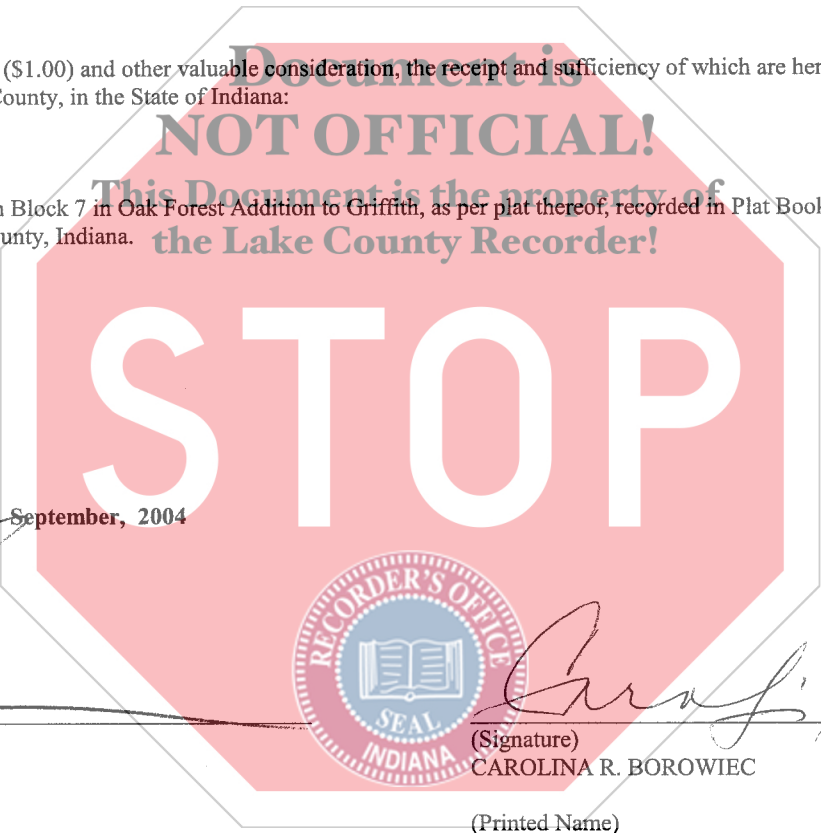 Document is
($1.00) and other valuable consideration, the receipt and sufficiency of which are her
County, in the State of Indiana:
NOT OFFICIAL!
This Document is the property of
n Block 7 in Oak Forest Addition to Griffith, as per plat thereof, recorded in Plat Book
unty, Indiana.
the Lake County Recorder!
STOP
September, 2004
RECORDER'S OFFICE
SEAL
INDIANA
(Signature)
CAROLINA R. BOROWIEC
(Printed Name)